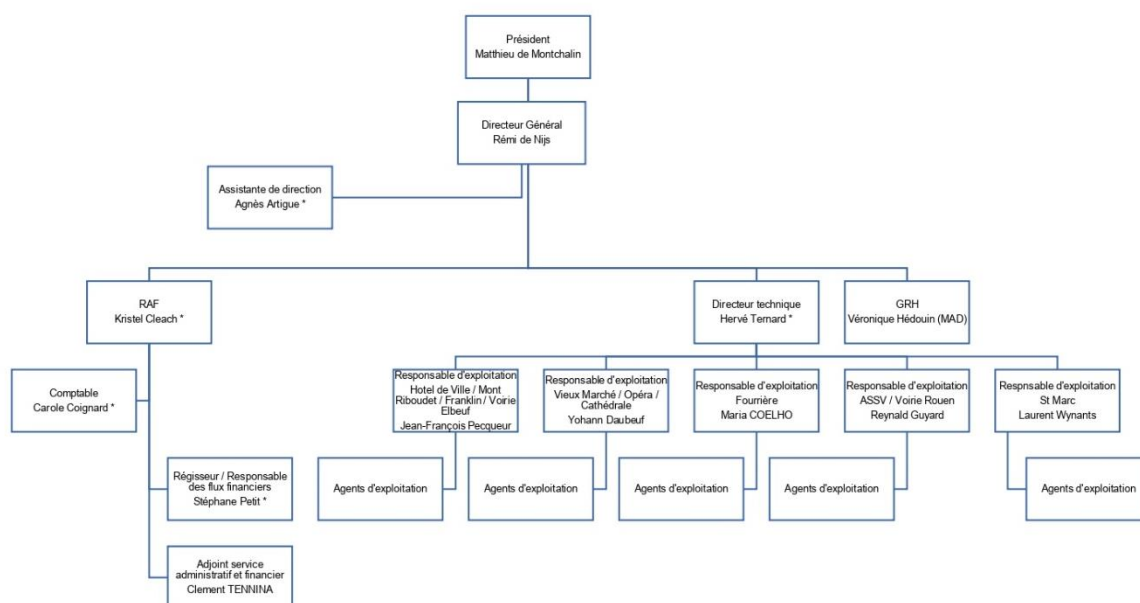 Président
Matthieu de Montchalin
Directeur Général
Rémi de Nijs
Assistante de direction
Agnès Artigue *
RAF
Kristel Cleach *
Directeur technique
Hervé Ternard *
GRH
Véronique Hédouin (MAD)
Comptable
Carole Coignard *
Responsable d'exploitation
Hotel de Ville / Mont
Riboudet / Franklin / Voirie
Elbeuf
Jean-François Pecqueur
Responsable d'exploitation
Vieux Marché / Opéra /
Cathédrale
Yohann Daubeuf
Responsable d'exploitation
Fourrière
Maria COELHO
Responsable d'exploitation
ASSV / Voirie Rouen
Reynald Guyard
Respnsable d'exploitation
St Marc
Laurent Wynants
Régisseur / Responsable
des flux financiers
Stéphane Petit *
Agents d'exploitation
Agents d'exploitation
Agents d'exploitation
Agents d'exploitation
Agents d'exploitation
Adjoint service
administratif et financier
Clement TENNINA